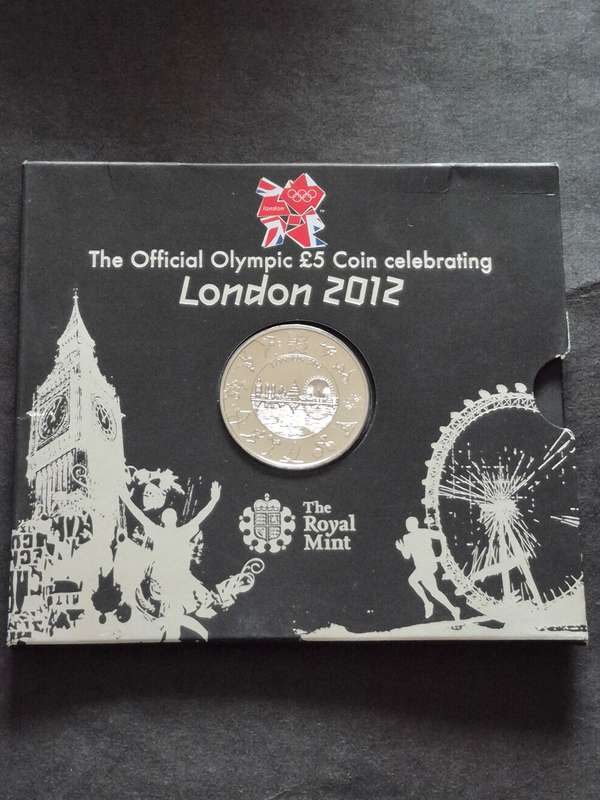 london
The Official Olympic £5 Coin celebrating
London 2012
The
Royal
Mint